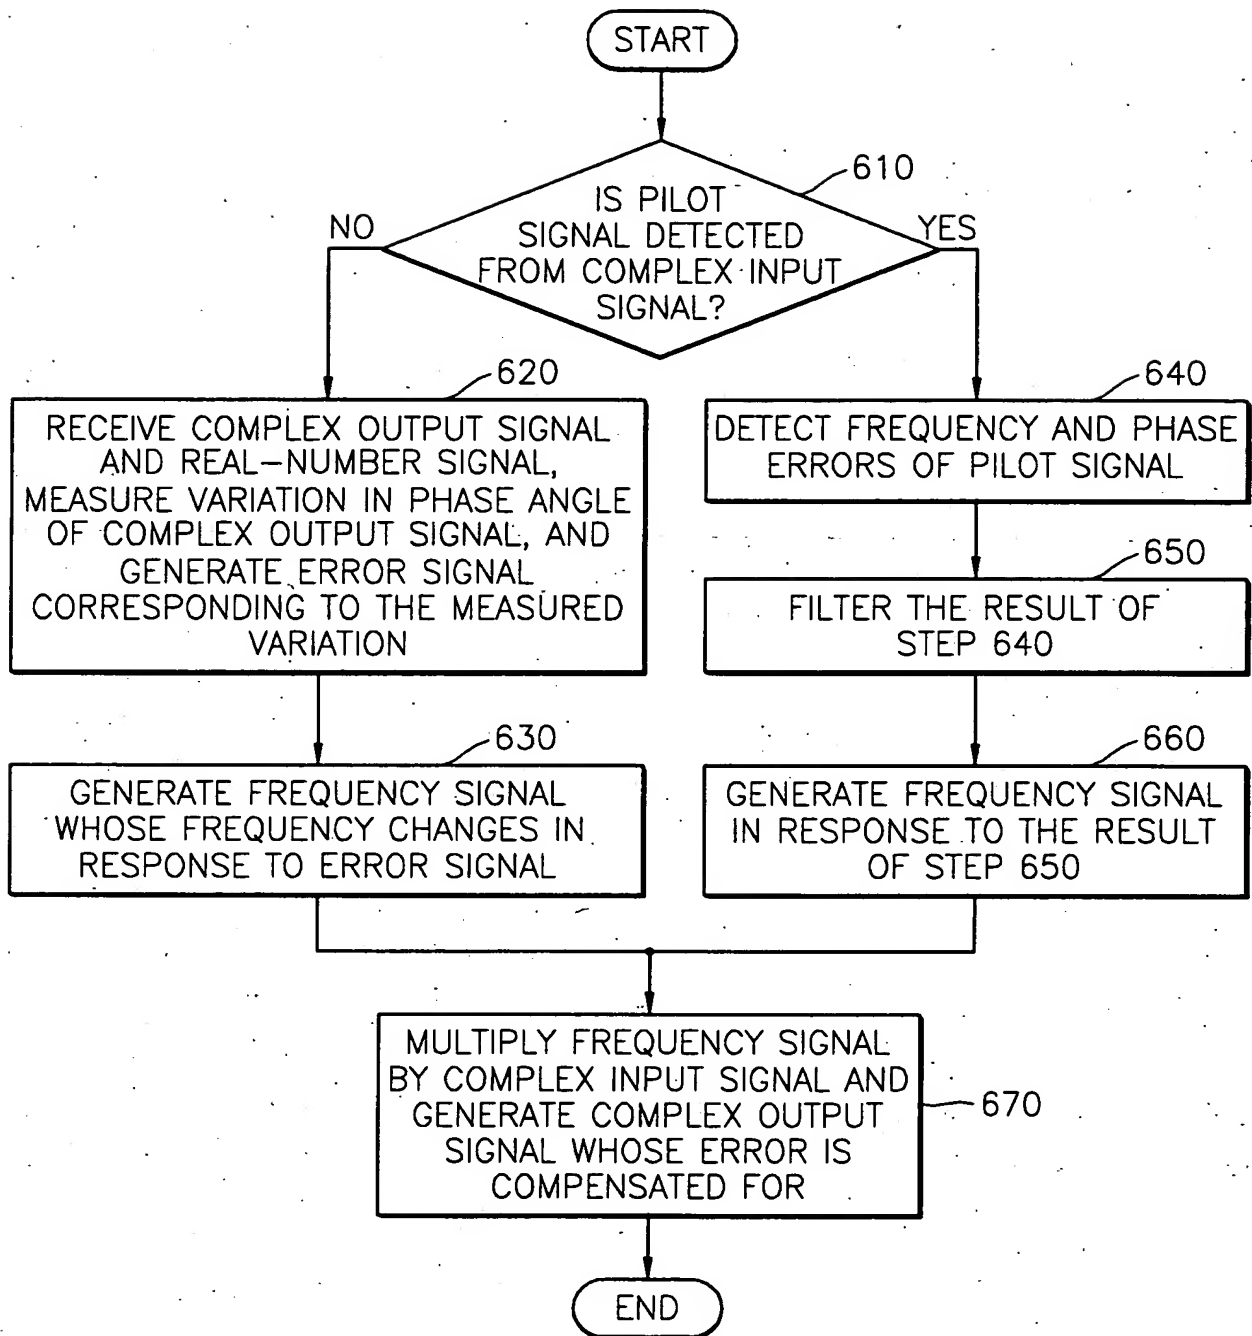 START
610
IS PILOT
SIGNAL DETECTED
FROM COMPLEX INPUT
SIGNAL?
NO
YES
620
RECEIVE COMPLEX OUTPUT SIGNAL
AND REAL-NUMBER SIGNAL,
MEASURE VARIATION IN PHASE ANGLE
OF COMPLEX OUTPUT SIGNAL, AND
GENERATE ERROR SIGNAL
CORRESPONDING TO THE MEASURED
VARIATION
630
GENERATE FREQUENCY SIGNAL
WHOSE FREQUENCY CHANGES IN
RESPONSE TO ERROR SIGNAL
640
DETECT FREQUENCY AND PHASE
ERRORS OF PILOT SIGNAL
650
FILTER THE RESULT OF
STEP 640
660
GENERATE FREQUENCY SIGNAL
IN RESPONSE TO THE RESULT
OF STEP 650
MULTIPLY FREQUENCY SIGNAL
BY COMPLEX INPUT SIGNAL AND
GENERATE COMPLEX OUTPUT
SIGNAL WHOSE ERROR IS
COMPENSATED FOR
670
END